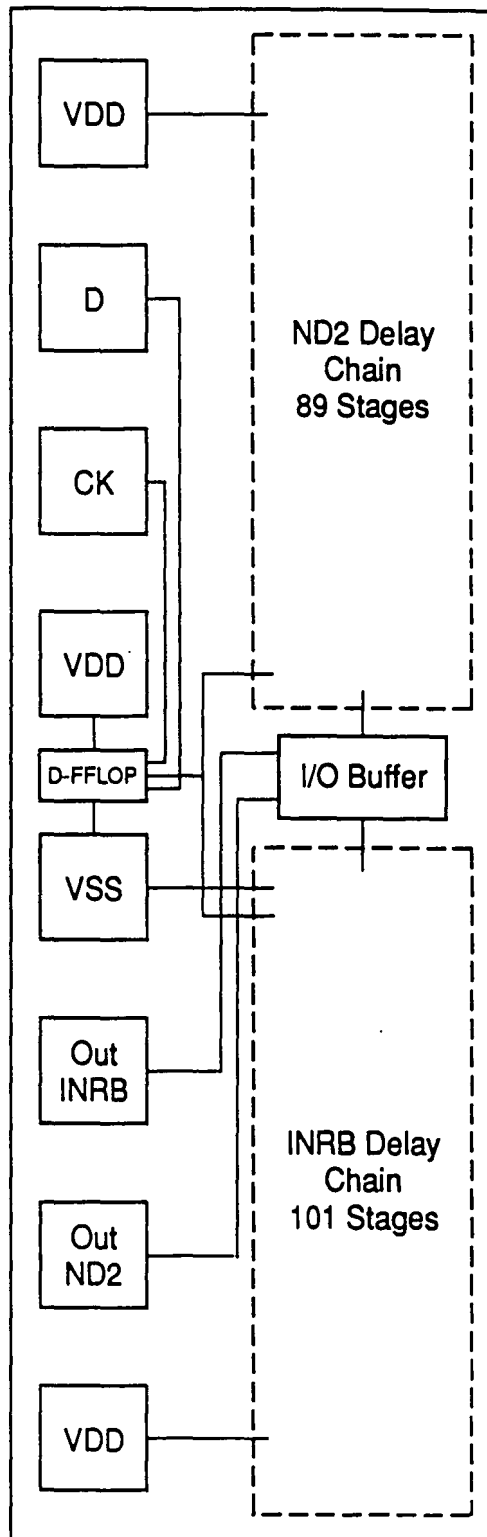 VDD
D
CK
VDD
D-FFLOP
VSS
Out
INRB
Out
ND2
VDD
ND2 Delay
Chain
89 Stages
I/O Buffer
INRB Delay
Chain
101 Stages